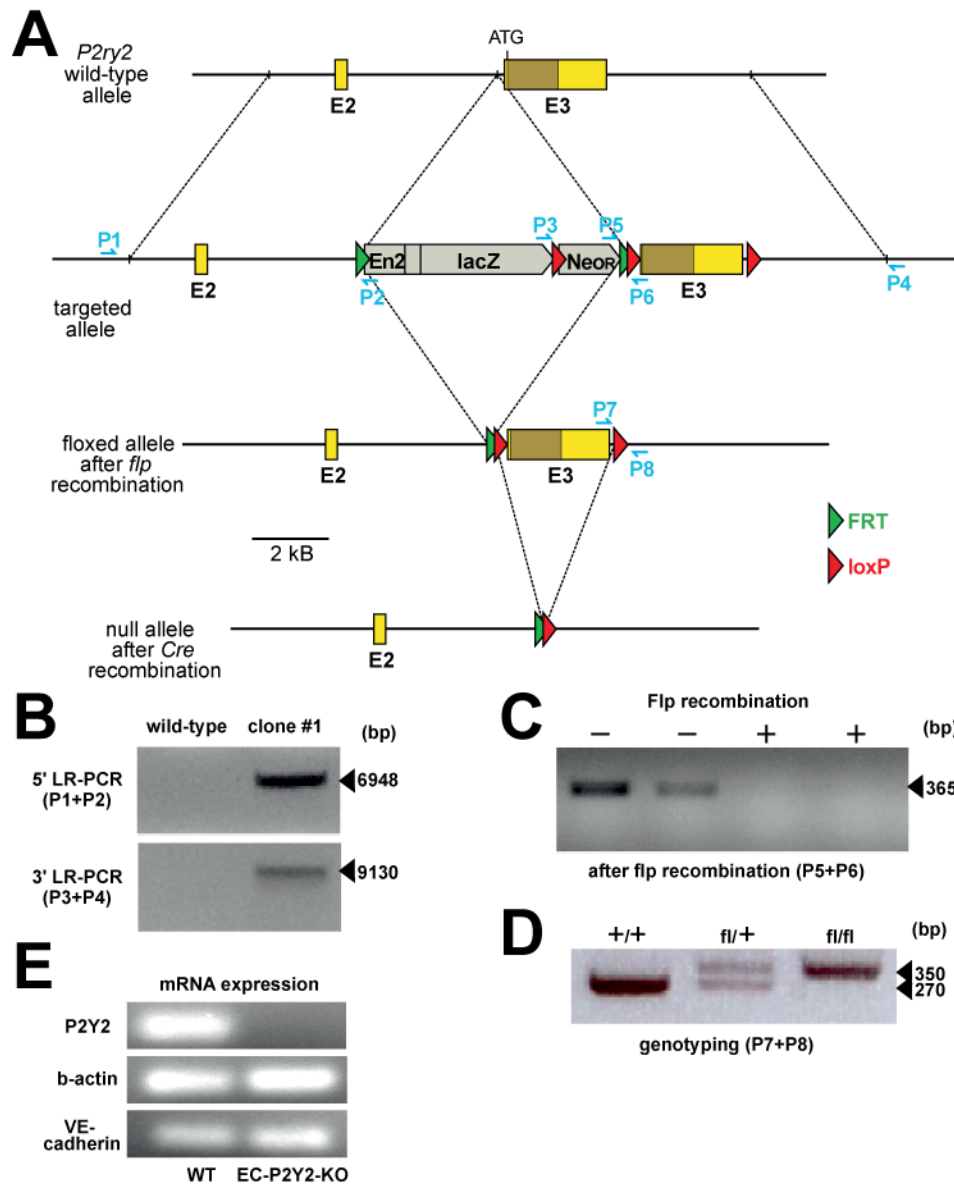 A
P2ry2
wild-type
allele
ATG
E2
E3
P1
P3
P5
En2
lacZ
NEOR
E2
P2
P6
E3
P4
targeted
allele
P7
floxed allele
after flp
recombination
E2
E3
P8
2 kB
FRT
loxP
null allele
after Cre
recombination
E2
B
wild-type
clone #1
(bp)
5' LR-PCR
(P1+P2)
6948
3' LR-PCR
(P3+P4)
9130
C
Flp recombination
− − + +
(bp)
365
after flp recombination (P5+P6)
D
+/+
fl/+
fl/fl
(bp)
350
270
genotyping (P7+P8)
E
mRNA expression
P2Y2
b-actin
VE-
cadherin
WT
EC-P2Y2-KO